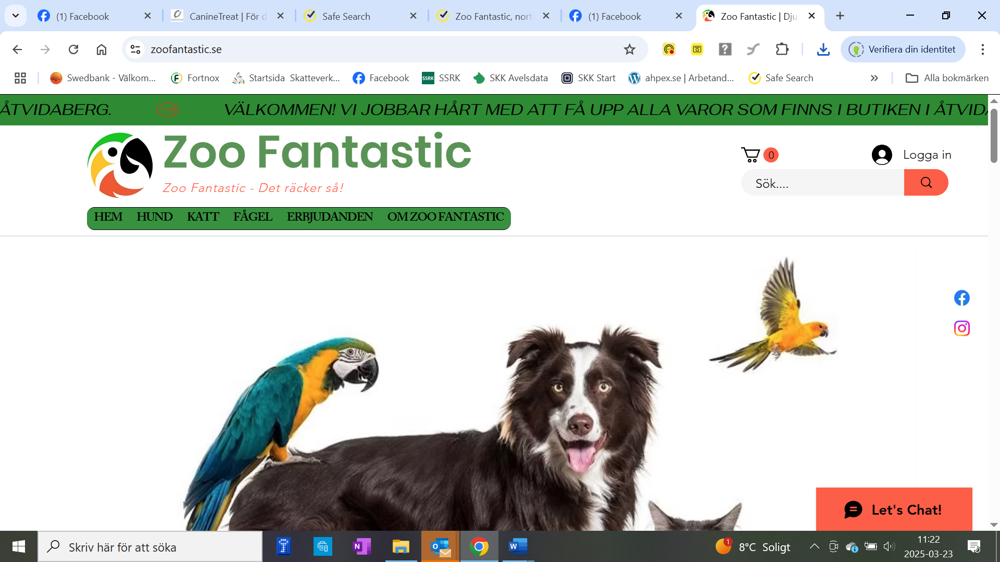 (1) Facebook
CanineTreat | För d
Safe Search
Zoo Fantastic, nort
(1) Facebook
Zoo Fantastic | Dju
zoofantastic.se
Verifiera din identitet
Swedbank - Välkom...
Fortnox
Startsida Skatteverk...
Facebook
SSRK
SSRK
SKK Avelsdata
SKK Start
ahpex.se | Arbetand...
Safe Search
Alla bokmärken
ÅTVIDABERG.
VÄLKOMMEN! VI JOBBAR HÅRT MED ATT FÅ UPP ALLA VAROR SOM FINNS I BUTIKEN I ÅTVIDA
Zoo Fantastic
Zoo Fantastic - Det räcker så!
0
Logga in
Sök....
HEM HUND KATT FÅGEL ERBJUDANDEN OM ZOO FANTASTIC
Let's Chat!
Skriv här för att söka
1
8°C Soligt
11:22
2025-03-23